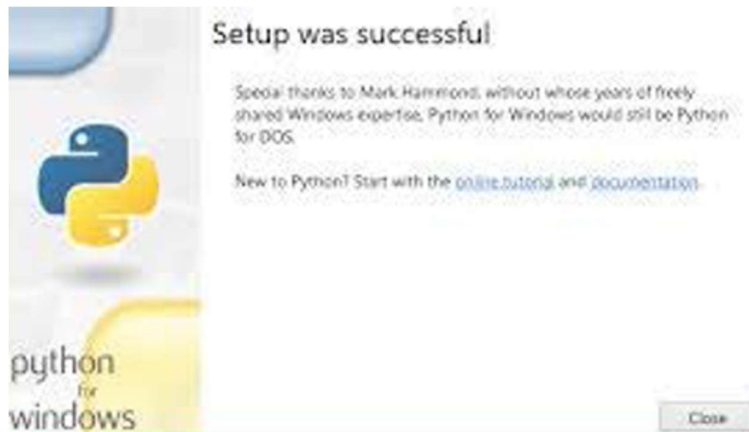 Setup was successful
Special thanks to Mark Hammond, without whose years of freely
shared Windows expertise, Python for Windows would still be Python
for DOS.
New to Python? Start with the online tutorial and documentation.
python
for
windows
Close